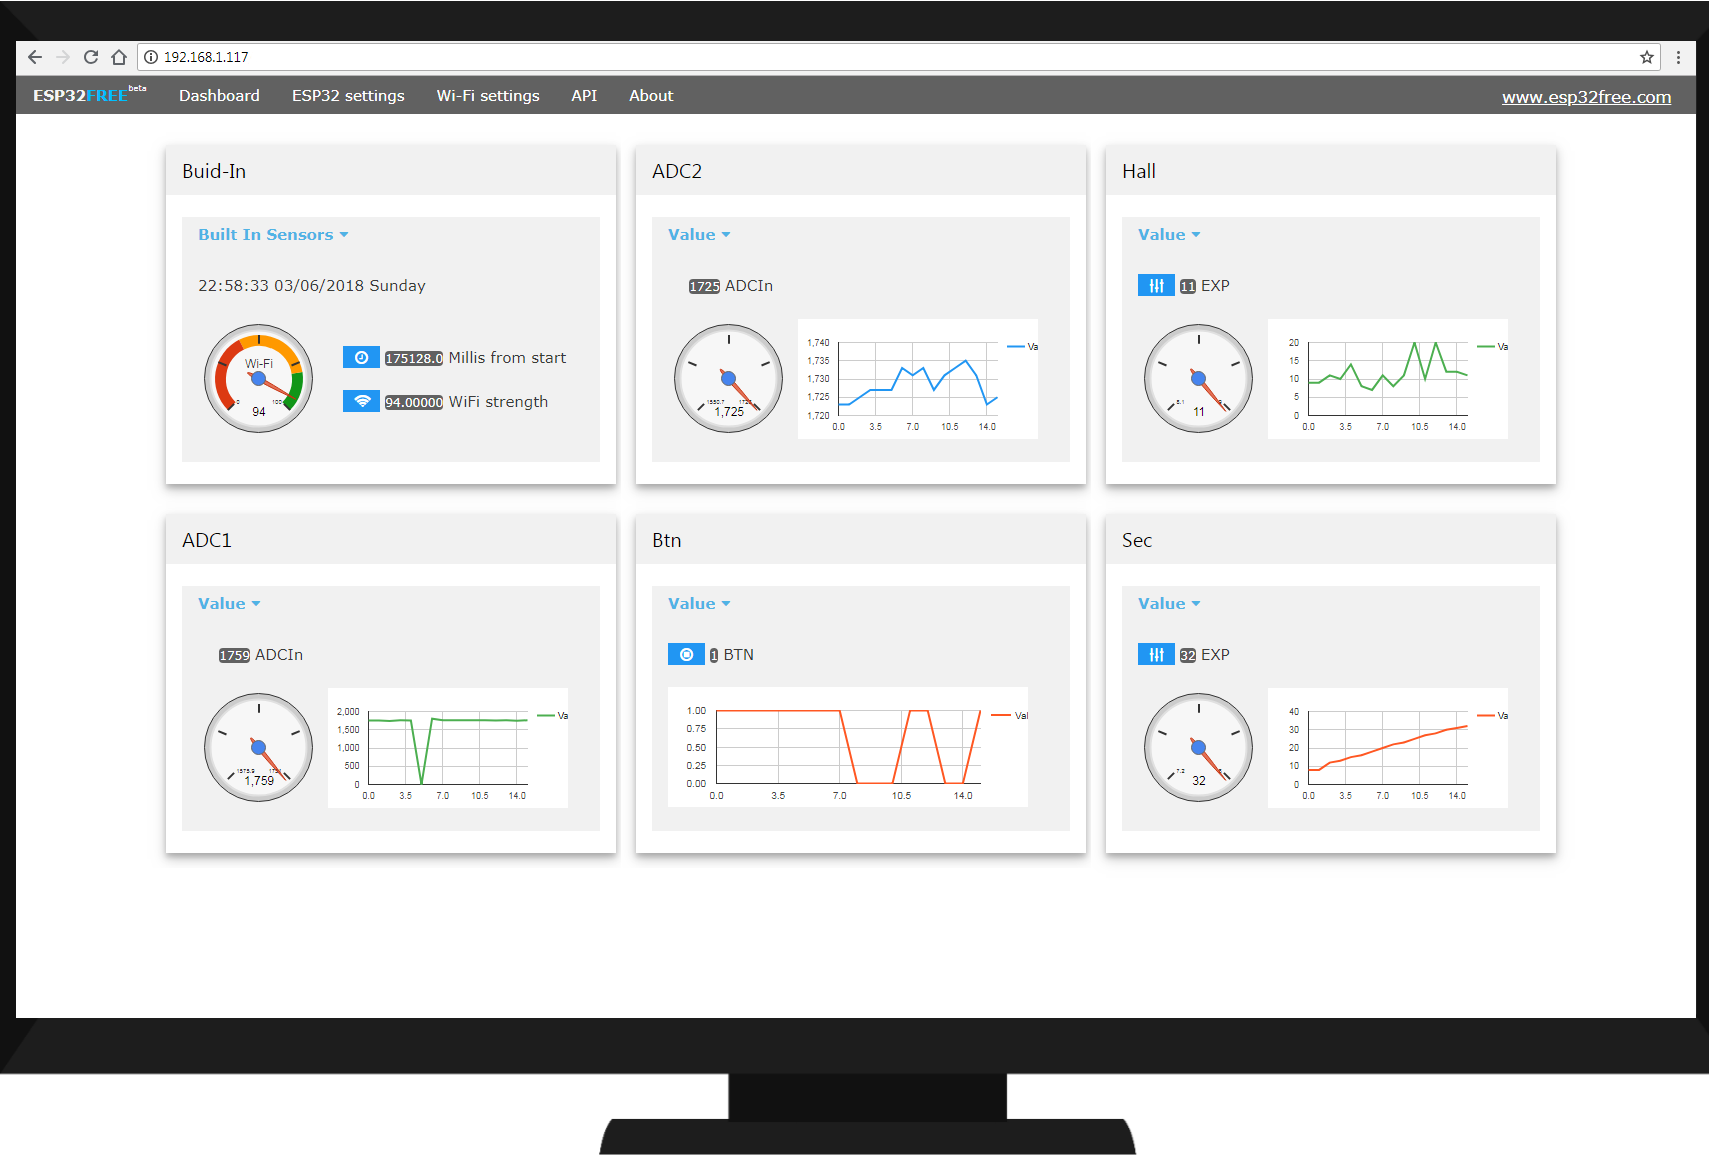 192.168.1.117
ESP32FREE beta Dashboard ESP32 settings Wi-Fi settings API About www.esp32free.com
Buid-In
Built In Sensors
22:58:33 03/06/2018 Sunday
Wi-Fi
0 100
94
175128.0 Millis from start
94.00000 WiFi strength
ADC2
Value
1725 ADCIn
1,725
1,740
1,735
1,730
1,725
1,720
0.0 3.5 7.0 10.5 14.0
Va
Hall
Value
11 EXP
11
20
15
10
5
0
0.0 3.5 7.0 10.5 14.0
Va
ADC1
Value
1759 ADCIn
1,759
2,000
1,500
1,000
500
0
0.0 3.5 7.0 10.5 14.0
Va
Btn
Value
1 BTN
1.00
0.75
0.50
0.25
0.00
0.0 3.5 7.0 10.5 14.0
Val
Sec
Value
32 EXP
7.2
32
40
30
20
10
0
0.0 3.5 7.0 10.5 14.0
Va